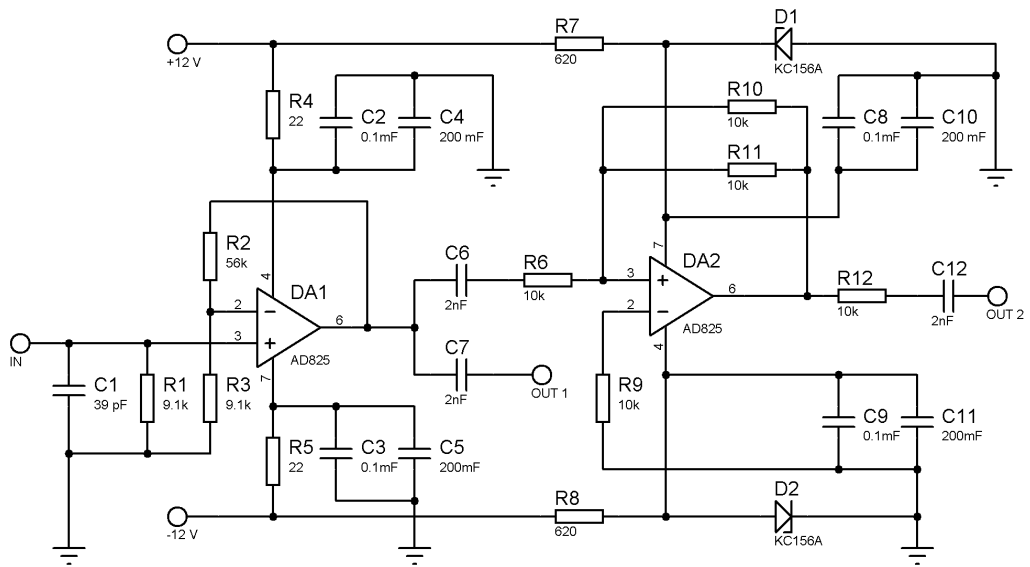 D1
R7
+12 V
620
KC156A
R10
10k
R4
22
C2
0.1mF
C4
200 mF
C8
0.1mF
C10
200 mF
R11
10k
R2
56k
4
7
C6
2nF
R6
10k
DA2
3
6
2
AD825
4
R12
10k
C12
2nF
OUT 2
DA1
2
6
3
AD825
7
IN
C7
2nF
OUT 1
C1
39 pF
R1
9.1k
R3
9.1k
R9
10k
C9
0.1mF
C11
200mF
R5
22
C3
0.1mF
C5
200mF
-12 V
R8
620
D2
KC156A